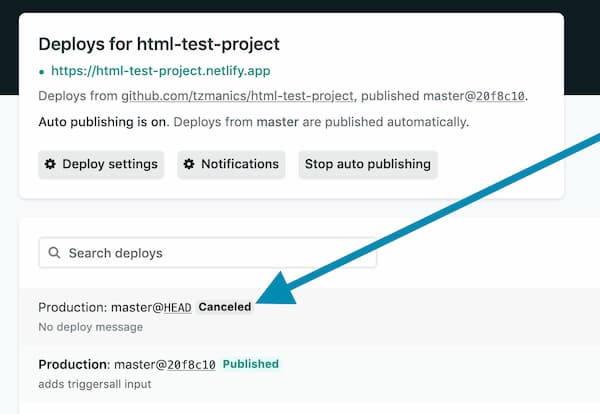 Deploys for html-test-project
https://html-test-project.netlify.app
Deploys from github.com/tzmanics/html-test-project, published master@20f8c10.
Auto publishing is on. Deploys from master are published automatically.
Deploy settings Notifications Stop auto publishing
Search deploys
Production: master@HEAD Canceled
No deploy message
Production: master@20f8c10 Published
adds triggersall input